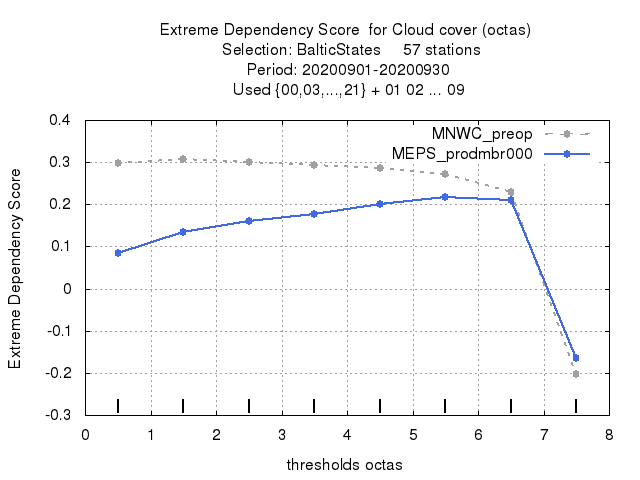 Extreme Dependency Score  for Cloud cover (octas)
Selection: BalticStates     57 stations
Period: 20200901-20200930
Used {00,03,...,21} + 01 02 ... 09
MNWC_preop
MEPS_prodmbr000
Extreme Dependency Score
0.4
0.3
0.2
0.1
0
-0.1
-0.2
-0.3
0 1 2 3 4 5 6 7 8
thresholds octas